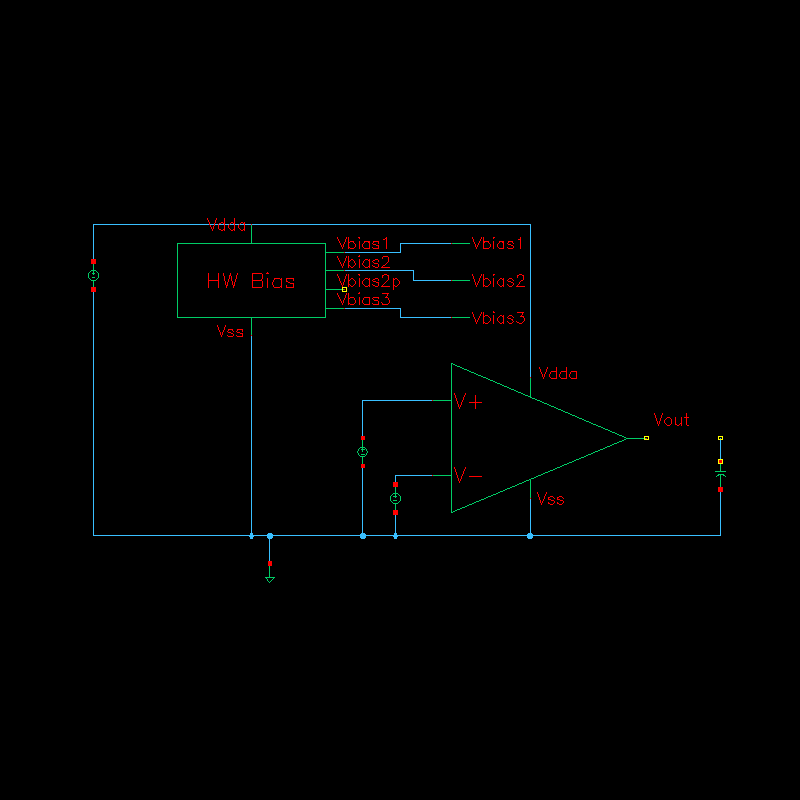 Vdda
Vbias1 Vbias1
Vbias2
HW Bias Vbias2p Vbias2
Vbias3
Vbias3
Vss
Vdda
V+
Vout
V-
Vss